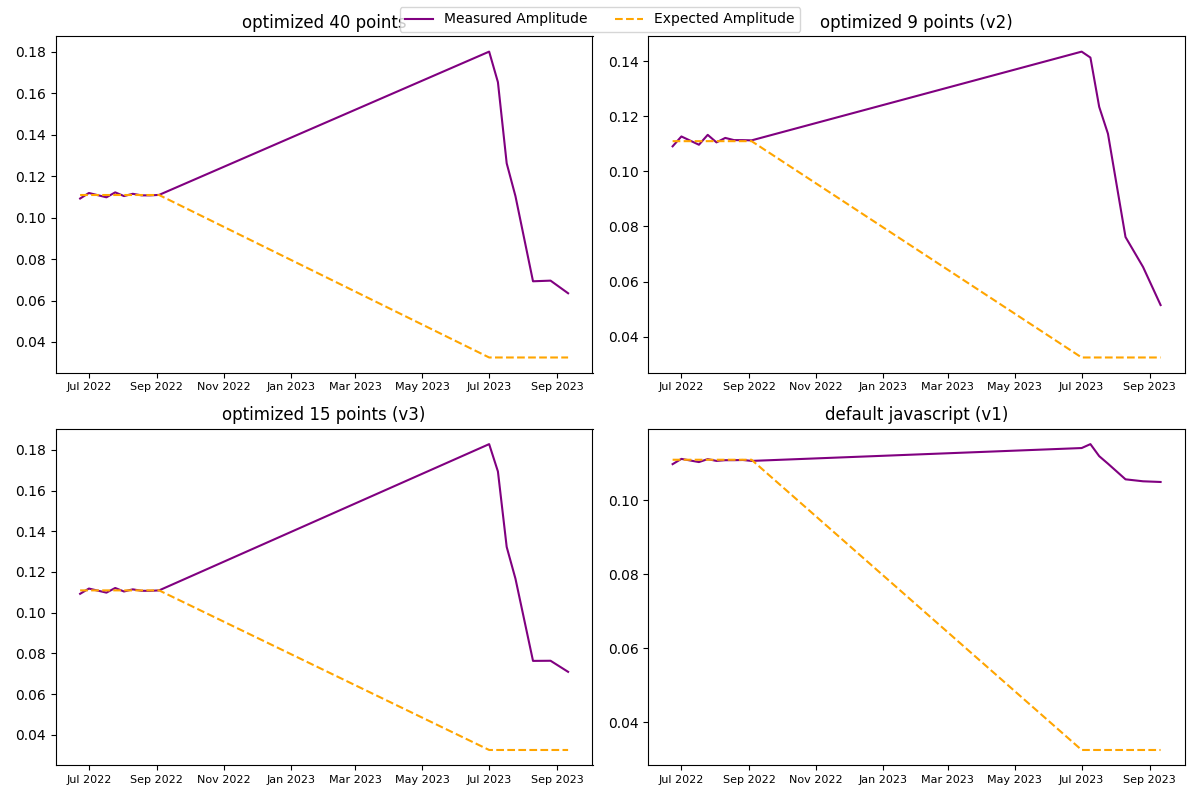 Measured Amplitude
Expected Amplitude
optimized 40 points
0.18
0.16
0.14
0.12
0.10
0.08
0.06
0.04
Jul 2022 Sep 2022 Nov 2022 Jan 2023 Mar 2023 May 2023 Jul 2023 Sep 2023
optimized 9 points (v2)
0.14
0.12
0.10
0.08
0.06
0.04
Jul 2022 Sep 2022 Nov 2022 Jan 2023 Mar 2023 May 2023 Jul 2023 Sep 2023
optimized 15 points (v3)
0.18
0.16
0.14
0.12
0.10
0.08
0.06
0.04
Jul 2022 Sep 2022 Nov 2022 Jan 2023 Mar 2023 May 2023 Jul 2023 Sep 2023
default javascript (v1)
0.10
0.08
0.06
0.04
Jul 2022 Sep 2022 Nov 2022 Jan 2023 Mar 2023 May 2023 Jul 2023 Sep 2023